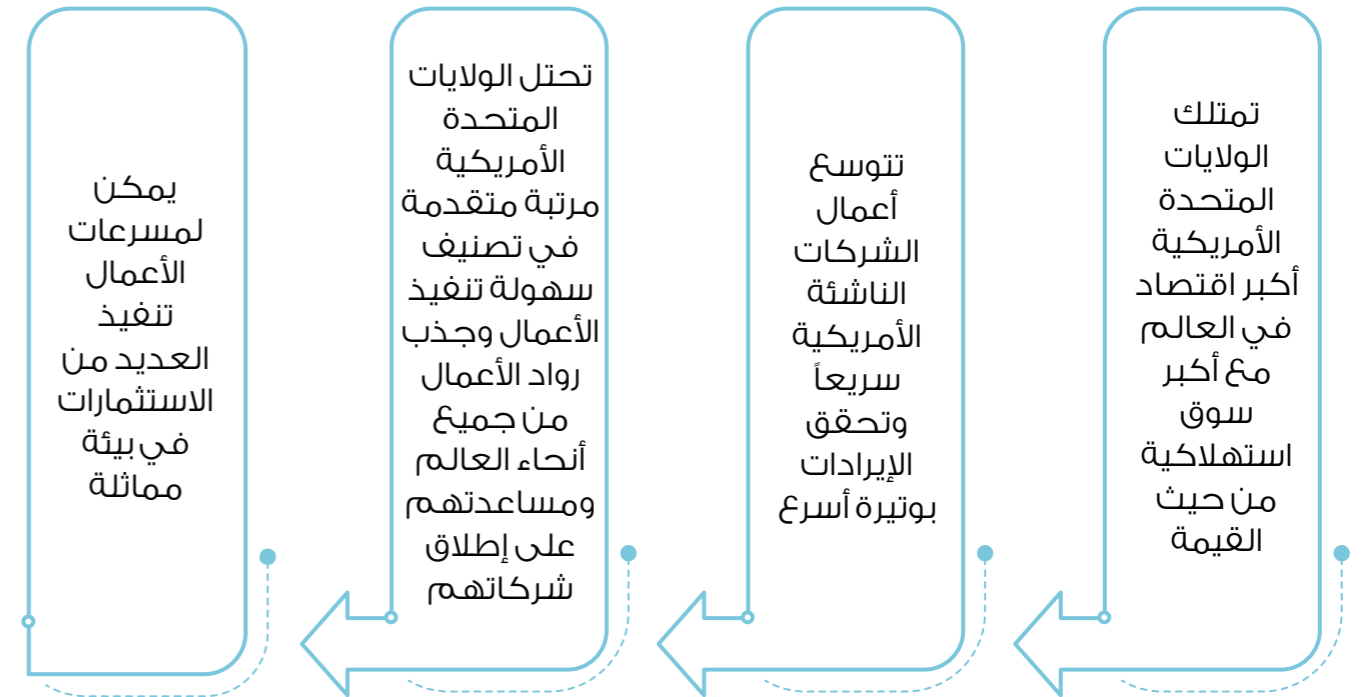 تمتلك
الولايات
المتحدة
الأمريكية
أكبر اقتصاد
في العالم
مع أكبر
سوق
استهلاكية
من حيث
القيمة
تتوسع
أعمال
الشركات
الناشئة
الأمريكية
سريعاً
وتحقق
الإيرادات
بوتيرة أسرع
تحتل الولايات
المتحدة
الأمريكية
مرتبة متقدمة
في تصنيف
سهولة تنفيذ
الأعمال وجذب
رواد الأعمال
من جميع
أنحاء العالم
ومساعدتهم
على إطلاق
شركاتهم
يمكن
لمسرعات
الأعمال
تنفيذ
العديد من
الاستثمارات
في بيئة
مماثلة